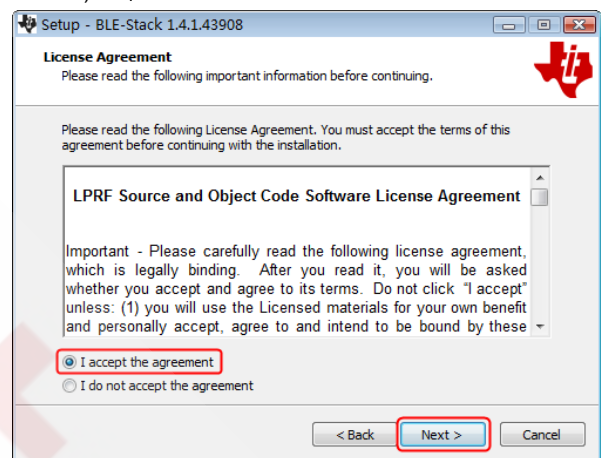 Setup - BLE-Stack 1.4.1.43908
License Agreement
Please read the following important information before continuing.
Please read the following License Agreement. You must accept the terms of this
agreement before continuing with the installation.
LPRF Source and Object Code Software License Agreement
Important - Please carefully read the following license agreement,
which is legally binding. After you read it, you will be asked
whether you accept and agree to its terms. Do not click “I accept”
unless: (1) you will use the Licensed materials for your own benefit
and personally accept, agree to and intend to be bound by these
I accept the agreement
I do not accept the agreement
< Back Next > Cancel